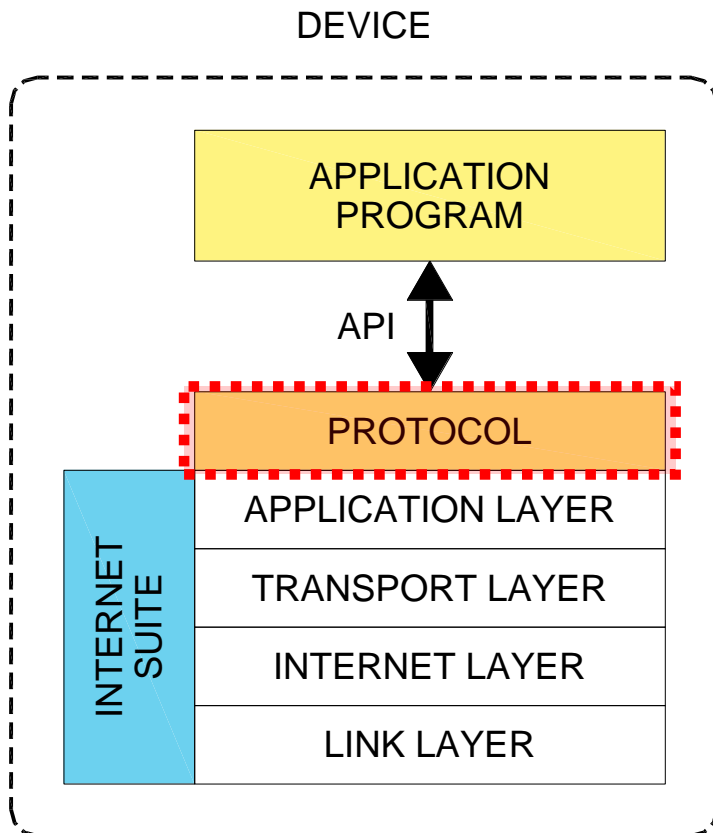 DEVICE
APPLICATION
PROGRAM
API
PROTOCOL
APPLICATION LAYER
TRANSPORT LAYER
INTERNET LAYER
LINK LAYER
INTERNET
SUITE